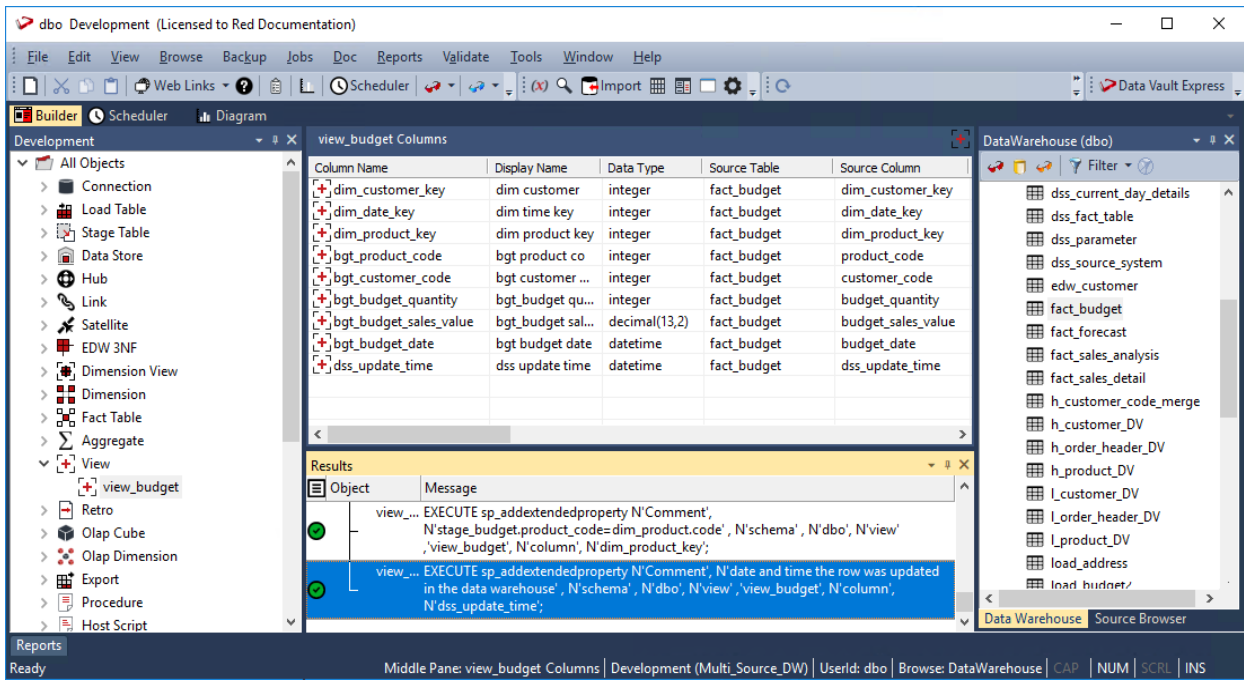 dbo Development (Licensed to Red Documentation)
File Edit View Browse Backup Jobs Doc Reports Validate Tools Window Help
Web Links Scheduler (x) Import Data Vault Express
Builder Scheduler Diagram
Development
All Objects
Connection
Load Table
Stage Table
Data Store
Hub
Link
Satellite
EDW 3NF
Dimension View
Dimension
Fact Table
Aggregate
View
view_budget
Retro
Olap Cube
Olap Dimension
Export
Procedure
Host Script
view_budget Columns
Column Name Display Name Data Type Source Table Source Column
dim_customer_key dim customer integer fact_budget dim_customer_key
dim_date_key dim time key integer fact_budget dim_date_key
dim_product_key dim product key integer fact_budget dim_product_key
bgt_product_code bgt product co integer fact_budget product_code
bgt_customer_code bgt customer ... integer fact_budget customer_code
bgt_budget_quantity bgt_budget qu... integer fact_budget budget_quantity
bgt_budget_sales_value bgt_budget sal... decimal(13,2) fact_budget budget_sales_value
bgt_budget_date bgt budget date datetime fact_budget budget_date
dss_update_time dss update time datetime fact_budget dss_update_time
Results
Object Message
view_... EXECUTE sp_addextendedproperty N'Comment',
N'stage_budget.product_code=dim_product.code' , N'schema' , N'dbo', N'view'
,'view_budget', N'column', N'dim_product_key';
view_... EXECUTE sp_addextendedproperty N'Comment', N'date and time the row was updated
in the data warehouse' , N'schema' , N'dbo', N'view' ,'view_budget', N'column',
N'dss_update_time';
DataWarehouse (dbo)
Filter
dss_current_day_details
dss_fact_table
dss_parameter
dss_source_system
edw_customer
fact_budget
fact_forecast
fact_sales_analysis
fact_sales_detail
h_customer_code_merge
h_customer_DV
h_order_header_DV
h_product_DV
l_customer_DV
l_order_header_DV
l_product_DV
load_address
load_budget2
Data Warehouse Source Browser
Reports
Ready Middle Pane: view_budget Columns Development (Multi_Source_DW) UserId: dbo Browse: DataWarehouse CAP NUM SCRL INS